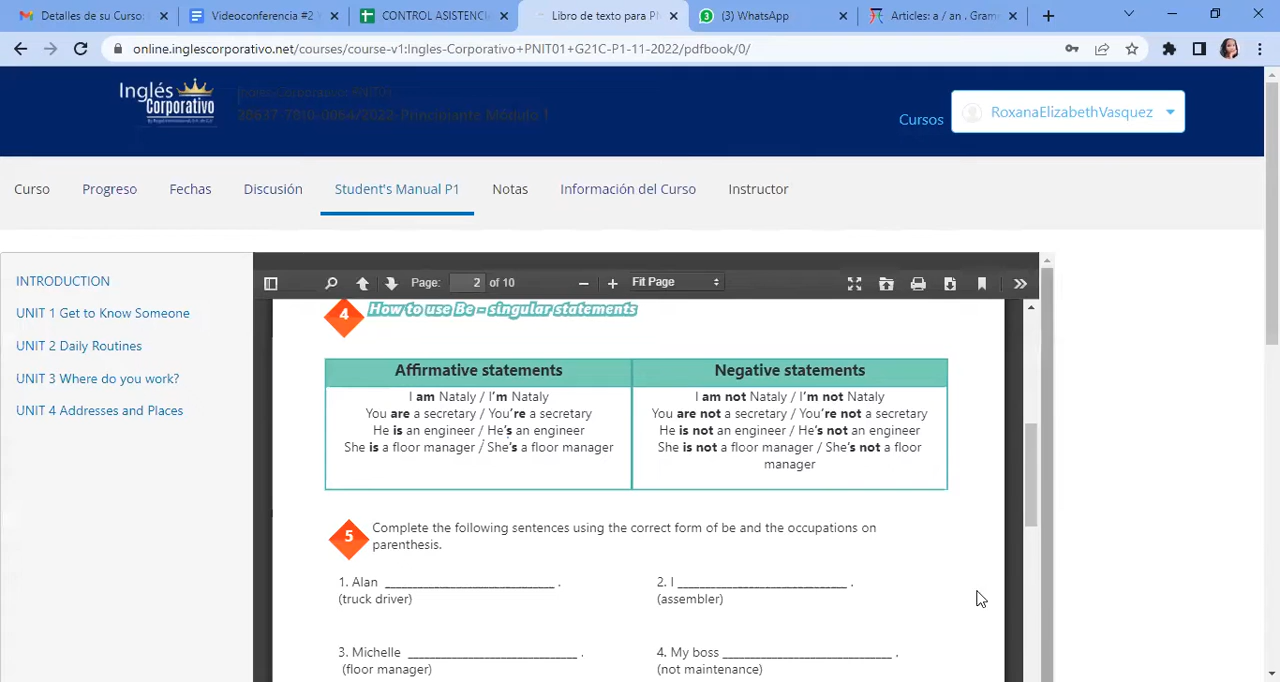 Detalles de su Curso:
Videoconferencia #2
CONTROL ASISTENCI
Libro de texto para PN
(3) WhatsApp
Articles: a / an . Gram
online.inglescorporativo.net/courses/course-v1:Ingles-Corporativo+PNIT01+G21C-P1-11-2022/pdfbook/0/
Inglés
Corporativo
Cursos
RoxanaElizabethVasquez
Curso
Progreso
Fechas
Discusión
Student's Manual P1
Notas
Información del Curso
Instructor
INTRODUCTION
UNIT 1 Get to Know Someone
UNIT 2 Daily Routines
UNIT 3 Where do you work?
UNIT 4 Addresses and Places
Page: 2 of 10
Fit Page
4 How to use Be - singular statements
Affirmative statements
I am Nataly / I'm Nataly
You are a secretary / You're a secretary
He is an engineer / He's an engineer
She is a floor manager / She's a floor manager
Negative statements
I am not Nataly / I'm not Nataly
You are not a secretary / You're not a secretary
He is not an engineer / He's not an engineer
She is not a floor manager / She's not a floor
manager
5 Complete the following sentences using the correct form of be and the occupations on
parenthesis.
1. Alan ____________________________ .
(truck driver)
2. I ____________________________ .
(assembler)
3. Michelle ____________________________ .
(floor manager)
4. My boss ____________________________ .
(not maintenance)